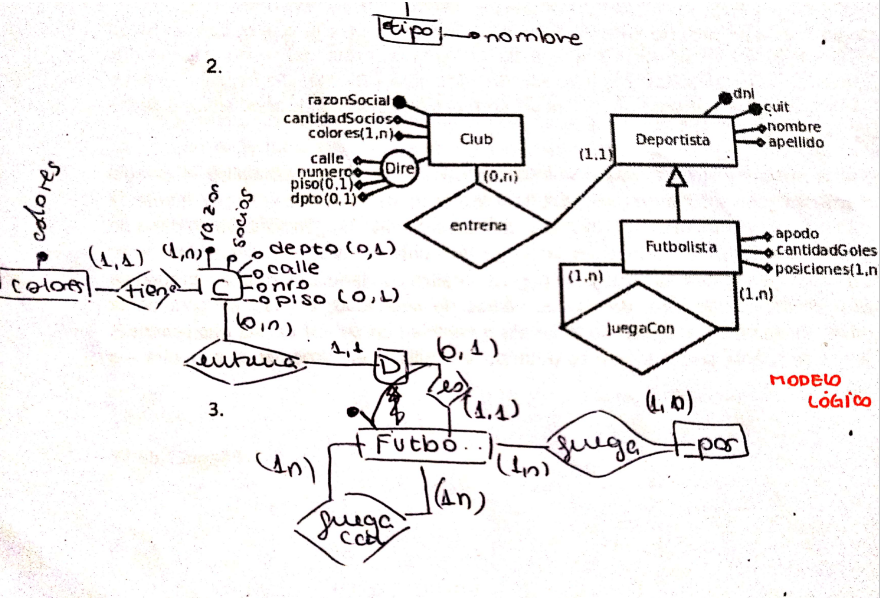 1
tipo
nombre
2.
razonSocial
cantidadSocios
colores(1,n)
Club
calle
numero
piso(0,1)
dpto(0,1)
Dire
(0,n)
entrena
(1,1)
Deportista
dni
cuit
nombre
apellido
Futbolista
apodo
cantidadGoles
posiciones(1,n
(1,n)
(1,n)
JuegaCon
colores
colores
(1,1)
tiene
(1,n)
razon
socios
C
depto (0,1)
calle
nro
piso (0,1)
(0,n)
entrena
1,1
D
(0,1)
es
(1,1)
MODELO
LÓGICO
3.
Futbo..
(1n)
(1n)
juega
con
(1,n)
juega
(1,n)
pos